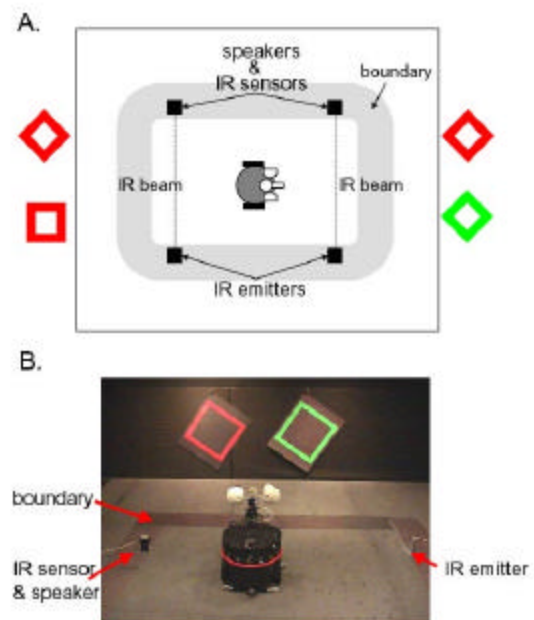 A.
speakers
&
IR sensors
boundary
IR beam
IR beam
IR emitters
B.
boundary
IR sensor
& speaker
IR emitter